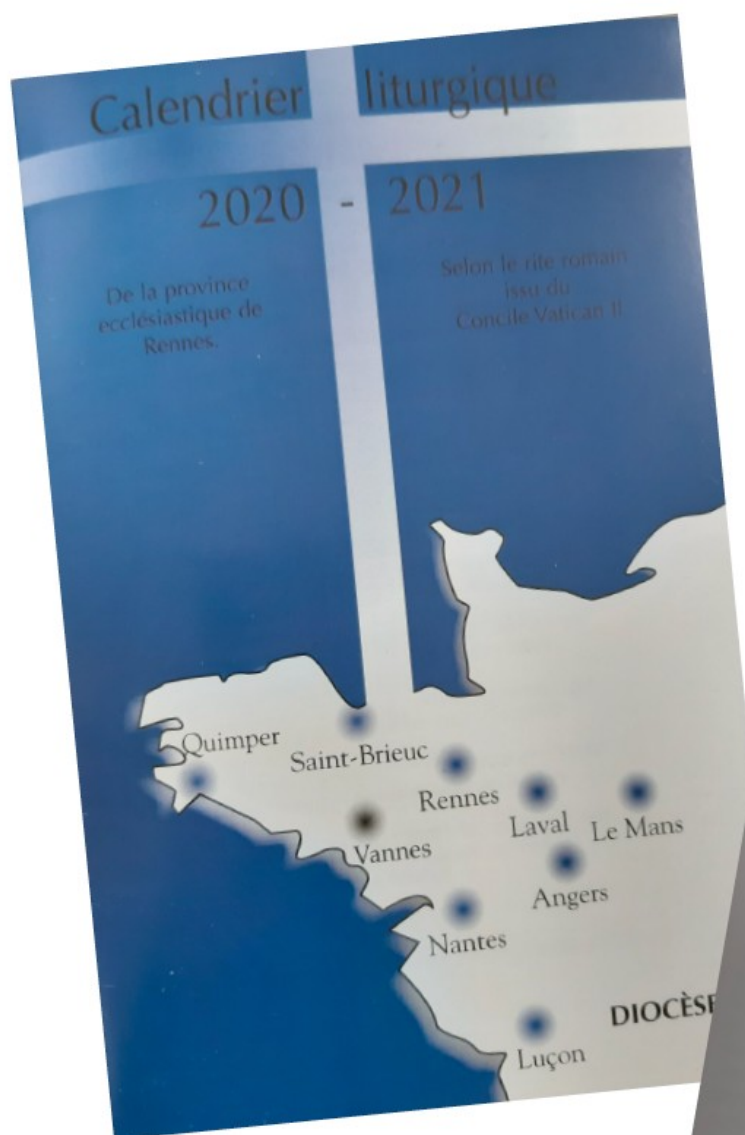 Calendrier liturgique
2020 - 2021
De la province
ecclésiastique de
Rennes.
Selon le rite romain
issu du
Concile Vatican II
Quimper
Saint-Brieuc
Rennes
Laval
Le Mans
Vannes
Angers
Nantes
DIOCÈSE
Luçon